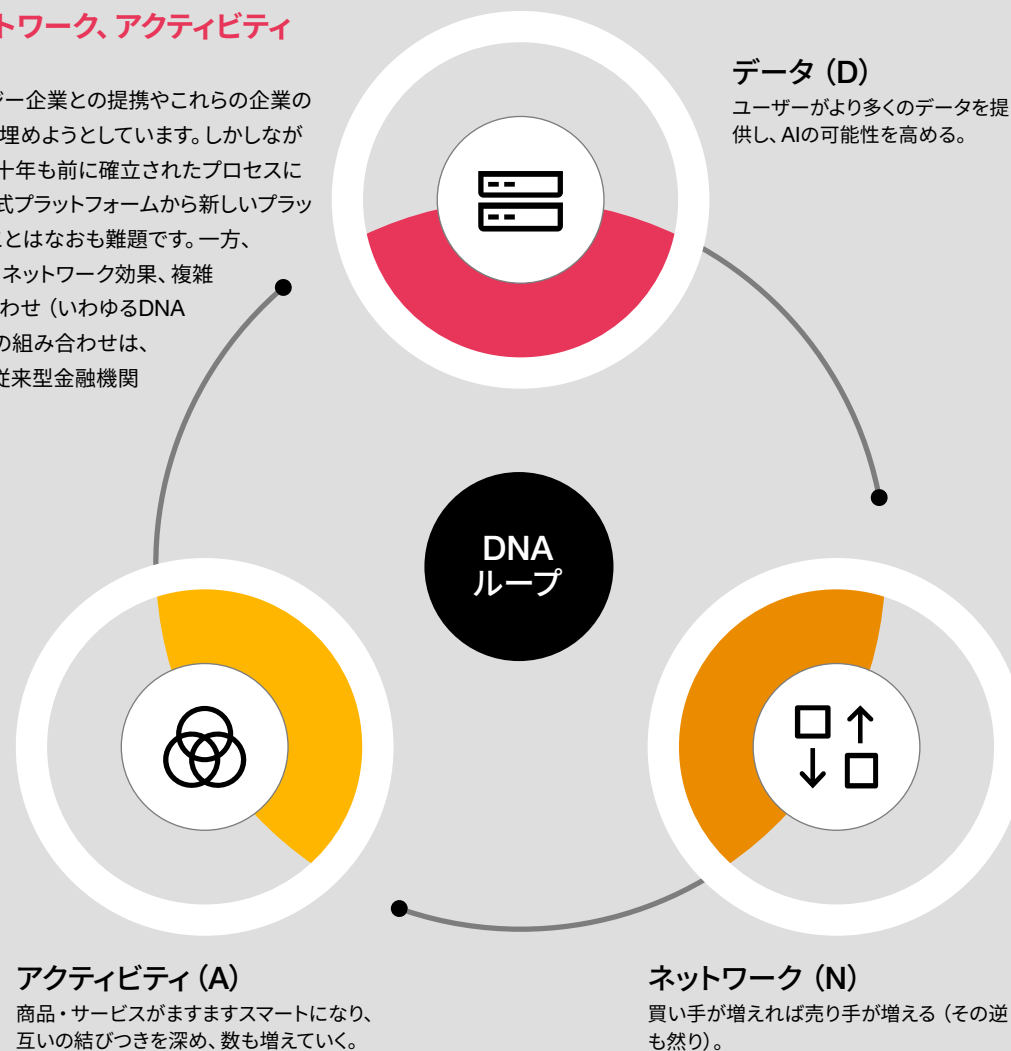 トワーク、アクティビティ
ジー企業との提携やこれらの企業の
埋めようとしています。しかしなが
十年も前に確立されたプロセスに
式プラットフォームから新しいプラッ
ことはなおも難題です。一方、
ネットワーク効果、複雑
わせ（いわゆるDNA
の組み合わせは、
従来型金融機関
データ（D）
ユーザーがより多くのデータを提
供し、AIの可能性を高める。
DNA
ループ
アクティビティ（A）
商品・サービスがますますスマートになり、
互いの結びつきを深め、数も増えていく。
ネットワーク（N）
買い手が増えれば売り手が増える（その逆
も然り）。